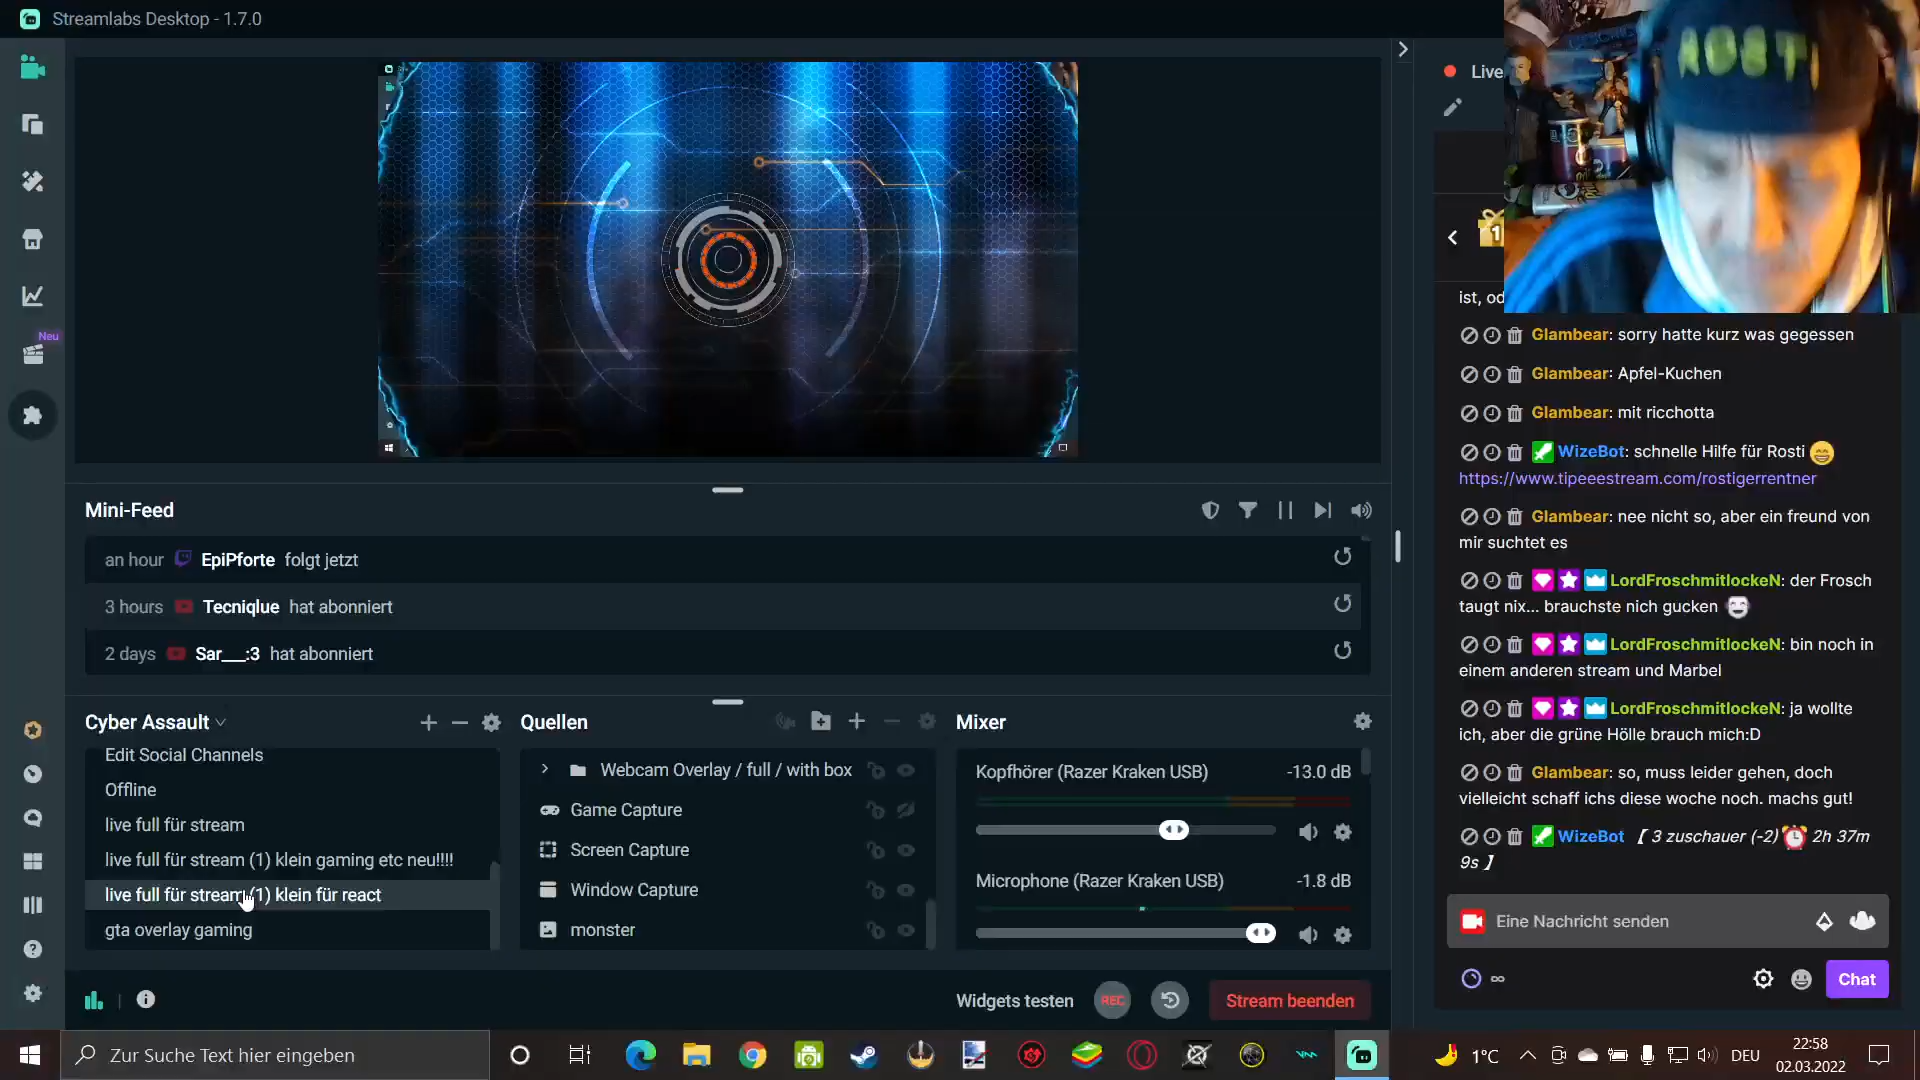 Streamlabs Desktop - 1.7.0
Live
Neu
1
ist, od
Glambear: sorry hatte kurz was gegessen
Glambear: Apfel-Kuchen
Glambear: mit ricchotta
WizeBot: schnelle Hilfe für Rosti
https://www.tipeeestream.com/rostigerrentner
Glambear: nee nicht so, aber ein freund von
mir suchtet es
LordFroschmitlockeN: der Frosch
taugt nix... brauchste nich gucken
LordFroschmitlockeN: bin noch in
einem anderen stream und Marbel
LordFroschmitlockeN: ja wollte
ich, aber die grüne Hölle brauch mich:D
Glambear: so, muss leider gehen, doch
vielleicht schaff ichs diese woche noch. machs gut!
WizeBot 【 3 zuschauer (-2) 2h 37m
9s 】
Eine Nachricht senden
∞
Chat
Mini-Feed
an hour EpiPforte folgt jetzt
3 hours Tecniqlue hat abonniert
2 days Sar___:3 hat abonniert
Cyber Assault
Edit Social Channels
Offline
live full für stream
live full für stream (1) klein gaming etc neu!!!!
live full für stream (1) klein für react
gta overlay gaming
Quellen
Webcam Overlay / full / with box
Game Capture
Screen Capture
Window Capture
monster
Mixer
Kopfhörer (Razer Kraken USB) -13.0 dB
Microphone (Razer Kraken USB) -1.8 dB
Widgets testen
REC
Stream beenden
Zur Suche Text hier eingeben
1°C
DEU
22:58
02.03.2022